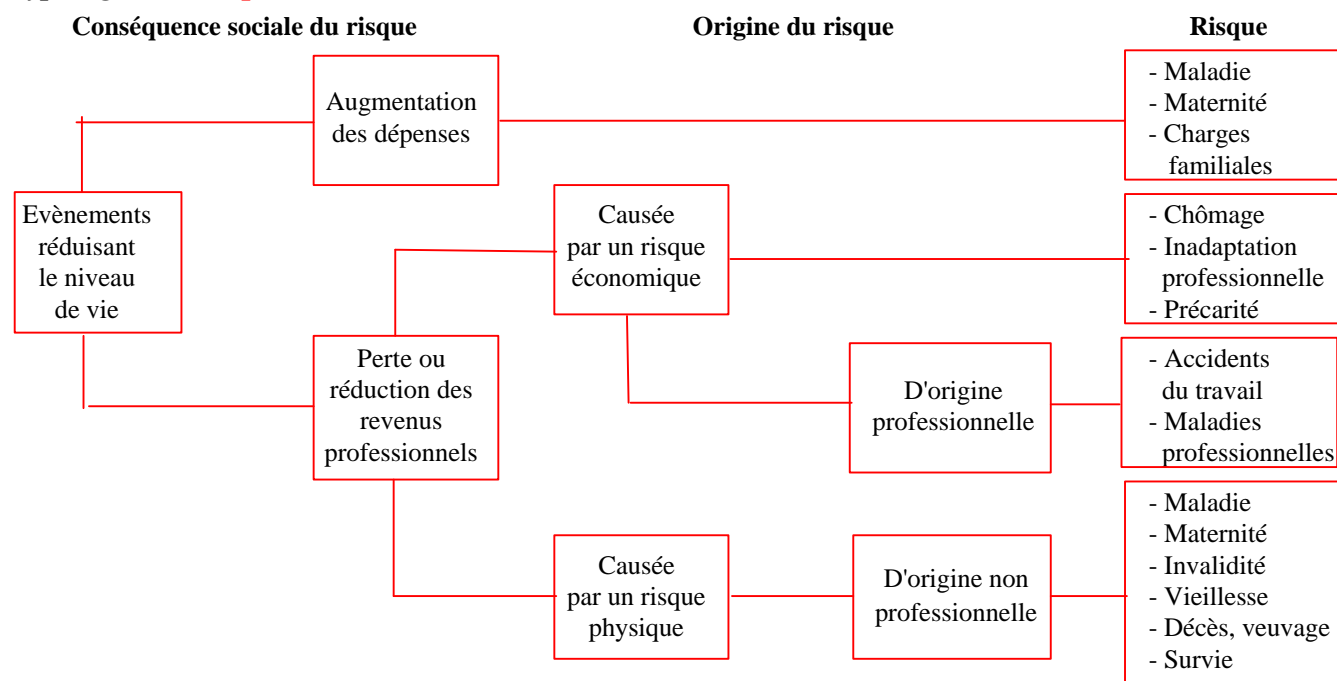 Conséquence sociale du risque
Origine du risque
Risque
Augmentation
des dépenses
- Maladie
- Maternité
- Charges
familiales
Evènements
réduisant
le niveau
de vie
Causée
par un risque
économique
- Chômage
- Inadaptation
professionnelle
- Précarité
Perte ou
réduction des
revenus
professionnels
D'origine
professionnelle
- Accidents
du travail
- Maladies
professionnelles
Causée
par un risque
physique
D'origine non
professionnelle
- Maladie
- Maternité
- Invalidité
- Vieillesse
- Décès, veuvage
- Survie